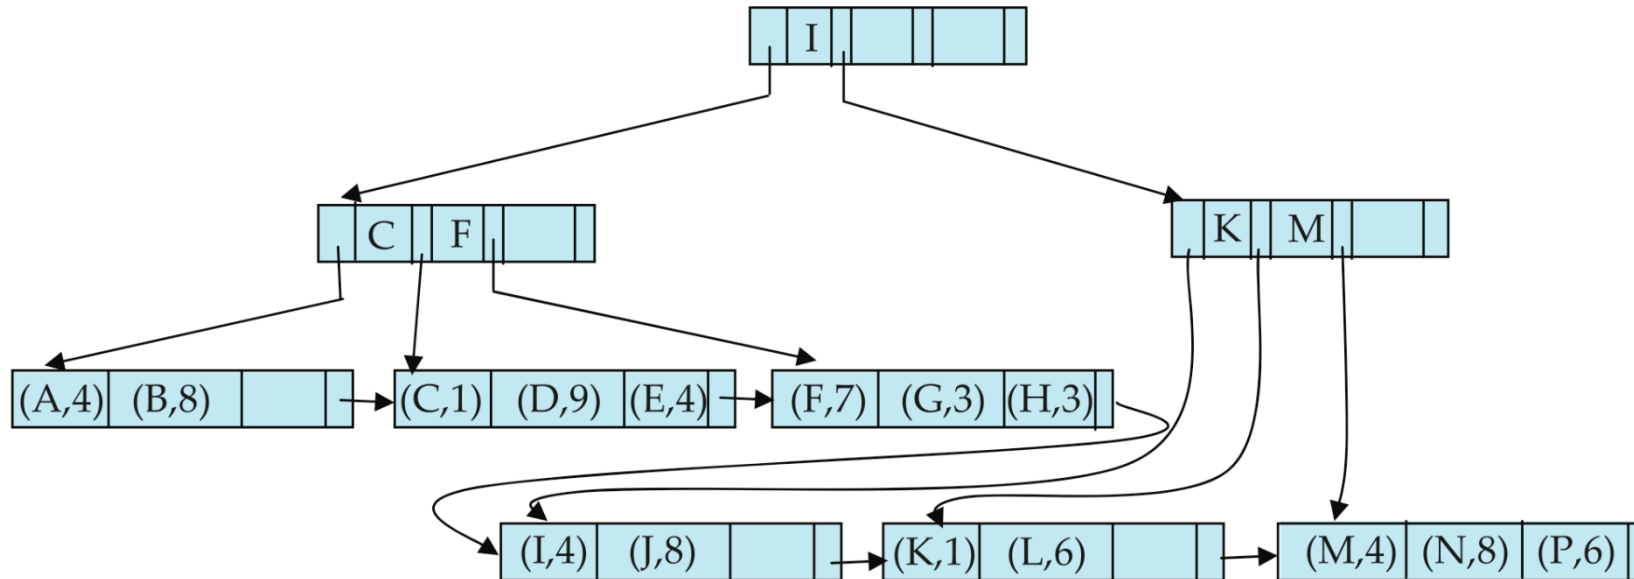 I
C F
K M
(A,4) (B,8)
(C,1) (D,9) (E,4)
(F,7) (G,3) (H,3)
(I,4) (J,8)
(K,1) (L,6)
(M,4) (N,8) (P,6)